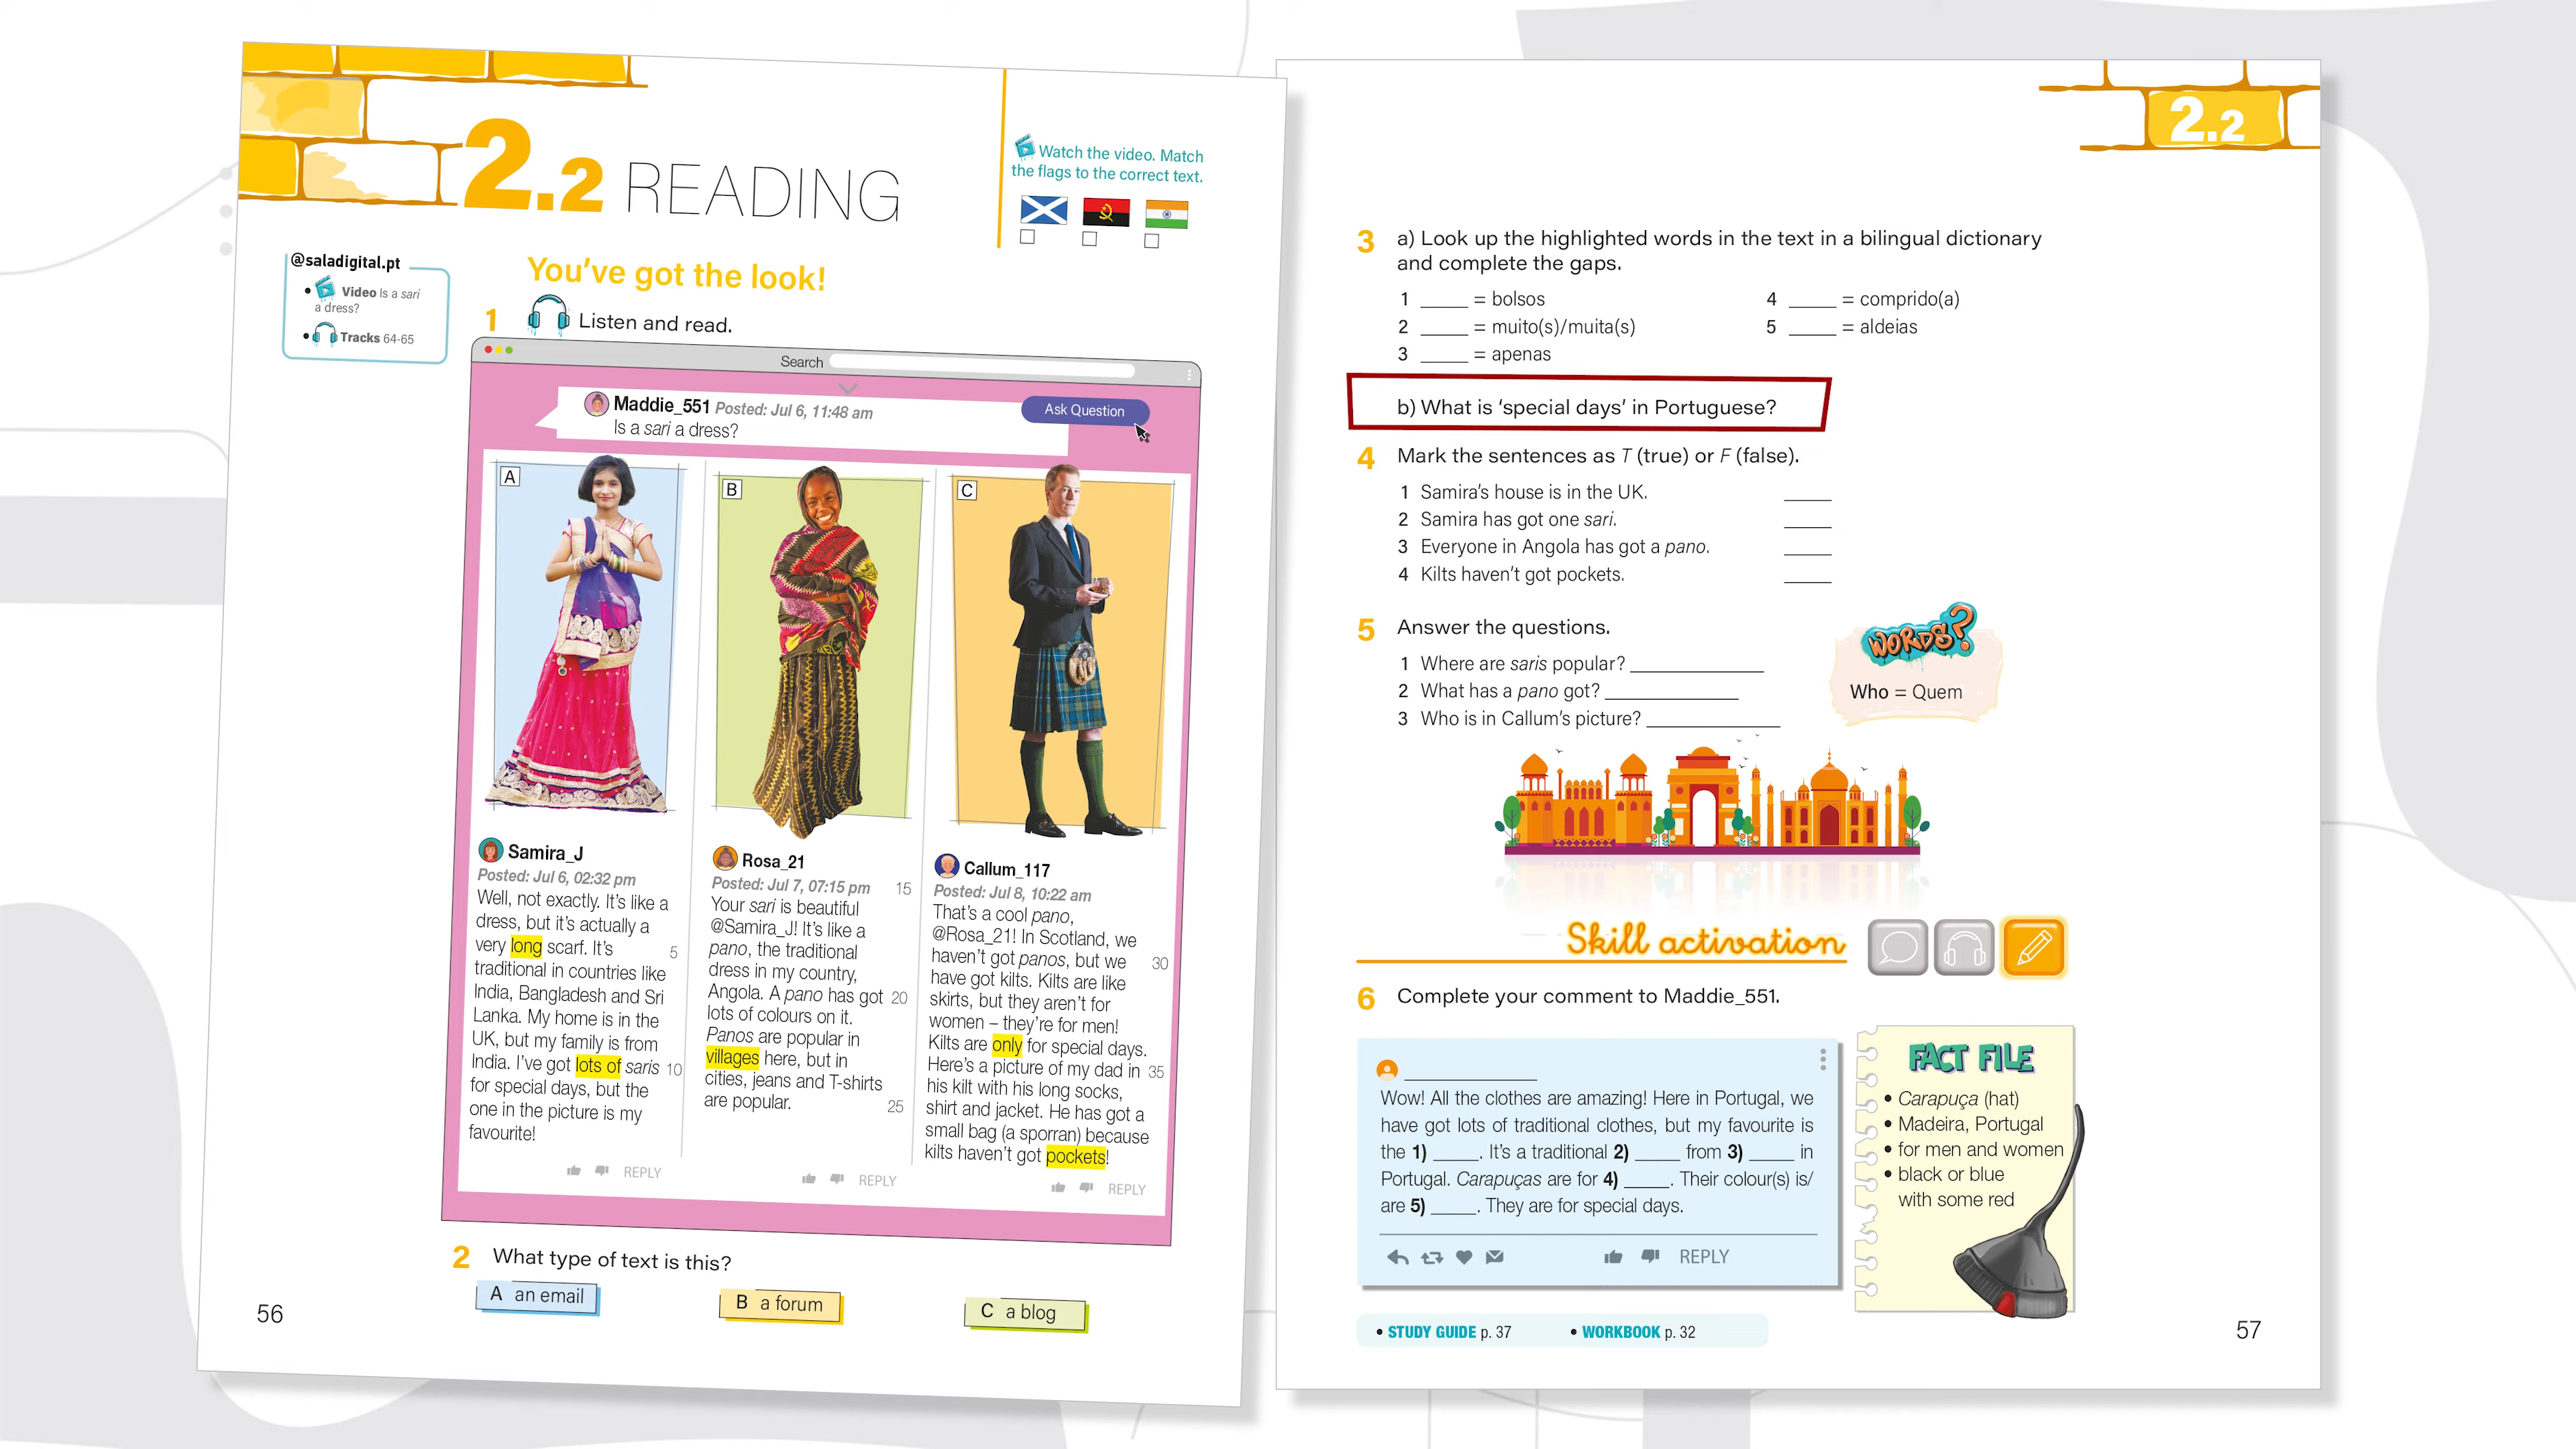 2.2 READING
Watch the video. Match
the flags to the correct text.
@saladigital.pt
• Video Is a sari
a dress?
• Tracks 64-65
You've got the look!
1 Listen and read.
Search
Maddie_551 Posted: Jul 6, 11:48 am
Is a sari a dress?
Ask Question
A
B
C
Samira_J
Posted: Jul 6, 02:32 pm
Well, not exactly. It's like a
dress, but it's actually a
very long scarf. It's 5
traditional in countries like
India, Bangladesh and Sri
Lanka. My home is in the
UK, but my family is from
India. I've got lots of saris 10
for special days, but the
one in the picture is my
favourite!
REPLY
Rosa_21
Posted: Jul 7, 07:15 pm 15
Your sari is beautiful
@Samira_J! It's like a
pano, the traditional
dress in my country,
Angola. A pano has got 20
lots of colours on it.
Panos are popular in
villages here, but in
cities, jeans and T-shirts
are popular. 25
REPLY
Callum_117
Posted: Jul 8, 10:22 am
That's a cool pano,
@Rosa_21! In Scotland, we
haven't got panos, but we 30
have got kilts. Kilts are like
skirts, but they aren't for
women – they're for men!
Kilts are only for special days.
Here's a picture of my dad in 35
his kilt with his long socks,
shirt and jacket. He has got a
small bag (a sporran) because
kilts haven't got pockets!
REPLY
2 What type of text is this?
A an email
B a forum
C a blog
56
2.2
3 a) Look up the highlighted words in the text in a bilingual dictionary
and complete the gaps.
1 _____ = bolsos
2 _____ = muito(s)/muita(s)
3 _____ = apenas
4 _____ = comprido(a)
5 _____ = aldeias
b) What is 'special days' in Portuguese?
4 Mark the sentences as T (true) or F (false).
1 Samira's house is in the UK. _____
2 Samira has got one sari. _____
3 Everyone in Angola has got a pano. _____
4 Kilts haven't got pockets. _____
5 Answer the questions.
1 Where are saris popular? ______________
2 What has a pano got? ______________
3 Who is in Callum's picture? ______________
WORDS?
Who = Quem
Skill activation
6 Complete your comment to Maddie_551.
Wow! All the clothes are amazing! Here in Portugal, we
have got lots of traditional clothes, but my favourite is
the 1) _____. It's a traditional 2) _____ from 3) _____ in
Portugal. Carapuças are for 4) _____. Their colour(s) is/
are 5) _____. They are for special days.
REPLY
FACT FILE
• Carapuça (hat)
• Madeira, Portugal
• for men and women
• black or blue
with some red
• STUDY GUIDE p. 37 • WORKBOOK p. 32
57